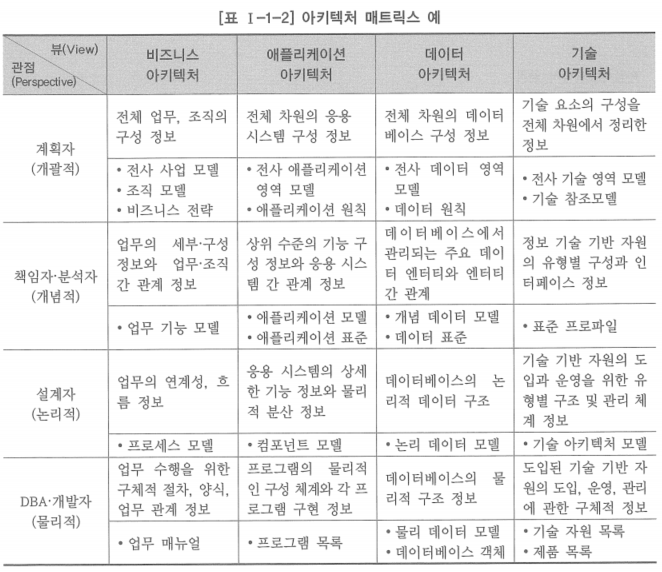 [표 Ⅰ-1-2] 아키텍처 매트릭스 예
뷰(View)
관점
(Perspective)
비즈니스
아키텍처
애플리케이션
아키텍처
데이터
아키텍처
기술
아키텍처
계획자
(개괄적)
전체 업무, 조직의
구성 정보
전체 차원의 응용
시스템 구성 정보
전체 차원의 데이터
베이스 구성 정보
기술 요소의 구성을
전체 차원에서 정리한
정보
• 전사 사업 모델
• 조직 모델
• 비즈니스 전략
• 전사 애플리케이션
영역 모델
• 애플리케이션 원칙
• 전사 데이터 영역
모델
• 데이터 원칙
• 전사 기술 영역 모델
• 기술 참조모델
책임자·분석자
(개념적)
업무의 세부·구성
정보와 업무·조직
간 관계 정보
상위 수준의 기능 구
성 정보와 응용 시스
템 간 관계 정보
데이터베이스에서
관리되는 주요 데이
터 엔터티와 엔터티
간 관계
정보 기술 기반 자원
의 유형별 구성과 인
터페이스 정보
• 업무 기능 모델
• 애플리케이션 모델
• 애플리케이션 표준
• 개념 데이터 모델
• 데이터 표준
• 표준 프로파일
설계자
(논리적)
업무의 연계성, 흐
름 정보
응용 시스템의 상세
한 기능 정보와 물리
적 분산 정보
데이터베이스의 논
리적 데이터 구조
기술 기반 자원의 도
입과 운영을 위한 유
형별 구조 및 관리 체
계 정보
• 프로세스 모델
• 컴포넌트 모델
• 논리 데이터 모델
• 기술 아키텍처 모델
DBA·개발자
(물리적)
업무 수행을 위한
구체적 절차, 양식,
업무 관계 정보
프로그램의 물리적
인 구성 체계와 각 프
로그램 구현 정보
데이터베이스의 물
리적 구조 정보
도입된 기술 기반 자
원의 도입, 운영, 관리
에 관한 구체적 정보
• 업무 매뉴얼
• 프로그램 목록
• 물리 데이터 모델
• 데이터베이스 객체
• 기술 자원 목록
• 제품 목록